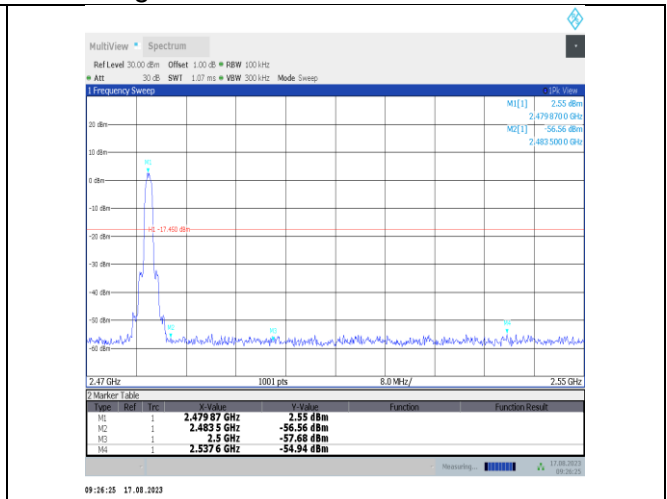 MultiView Spectrum
Ref Level 30.00 dBm Offset 1.00 dB RBW 100 kHz
Att 30 dB SWT 1.07 ms VBW 300 kHz Mode Sweep
1 Frequency Sweep 1Pk View
M1[1] 2.55 dBm
2.479 870 0 GHz
M2[1] -56.56 dBm
2.483 500 0 GHz
20 dBm
10 dBm
M1
0 dBm
-10 dBm
H1 -17.450 dBm
-20 dBm
-30 dBm
-40 dBm
-50 dBm
M2 M3 M4
-60 dBm
2.47 GHz 1001 pts 8.0 MHz/ 2.55 GHz
2 Marker Table
Type Ref Trc X-Value Y-Value Function Function Result
M1 1 2.479 87 GHz 2.55 dBm
M2 1 2.483 5 GHz -56.56 dBm
M3 1 2.5 GHz -57.68 dBm
M4 1 2.537 6 GHz -54.94 dBm
Measuring... 17.08.2023
09:26:25
09:26:25 17.08.2023